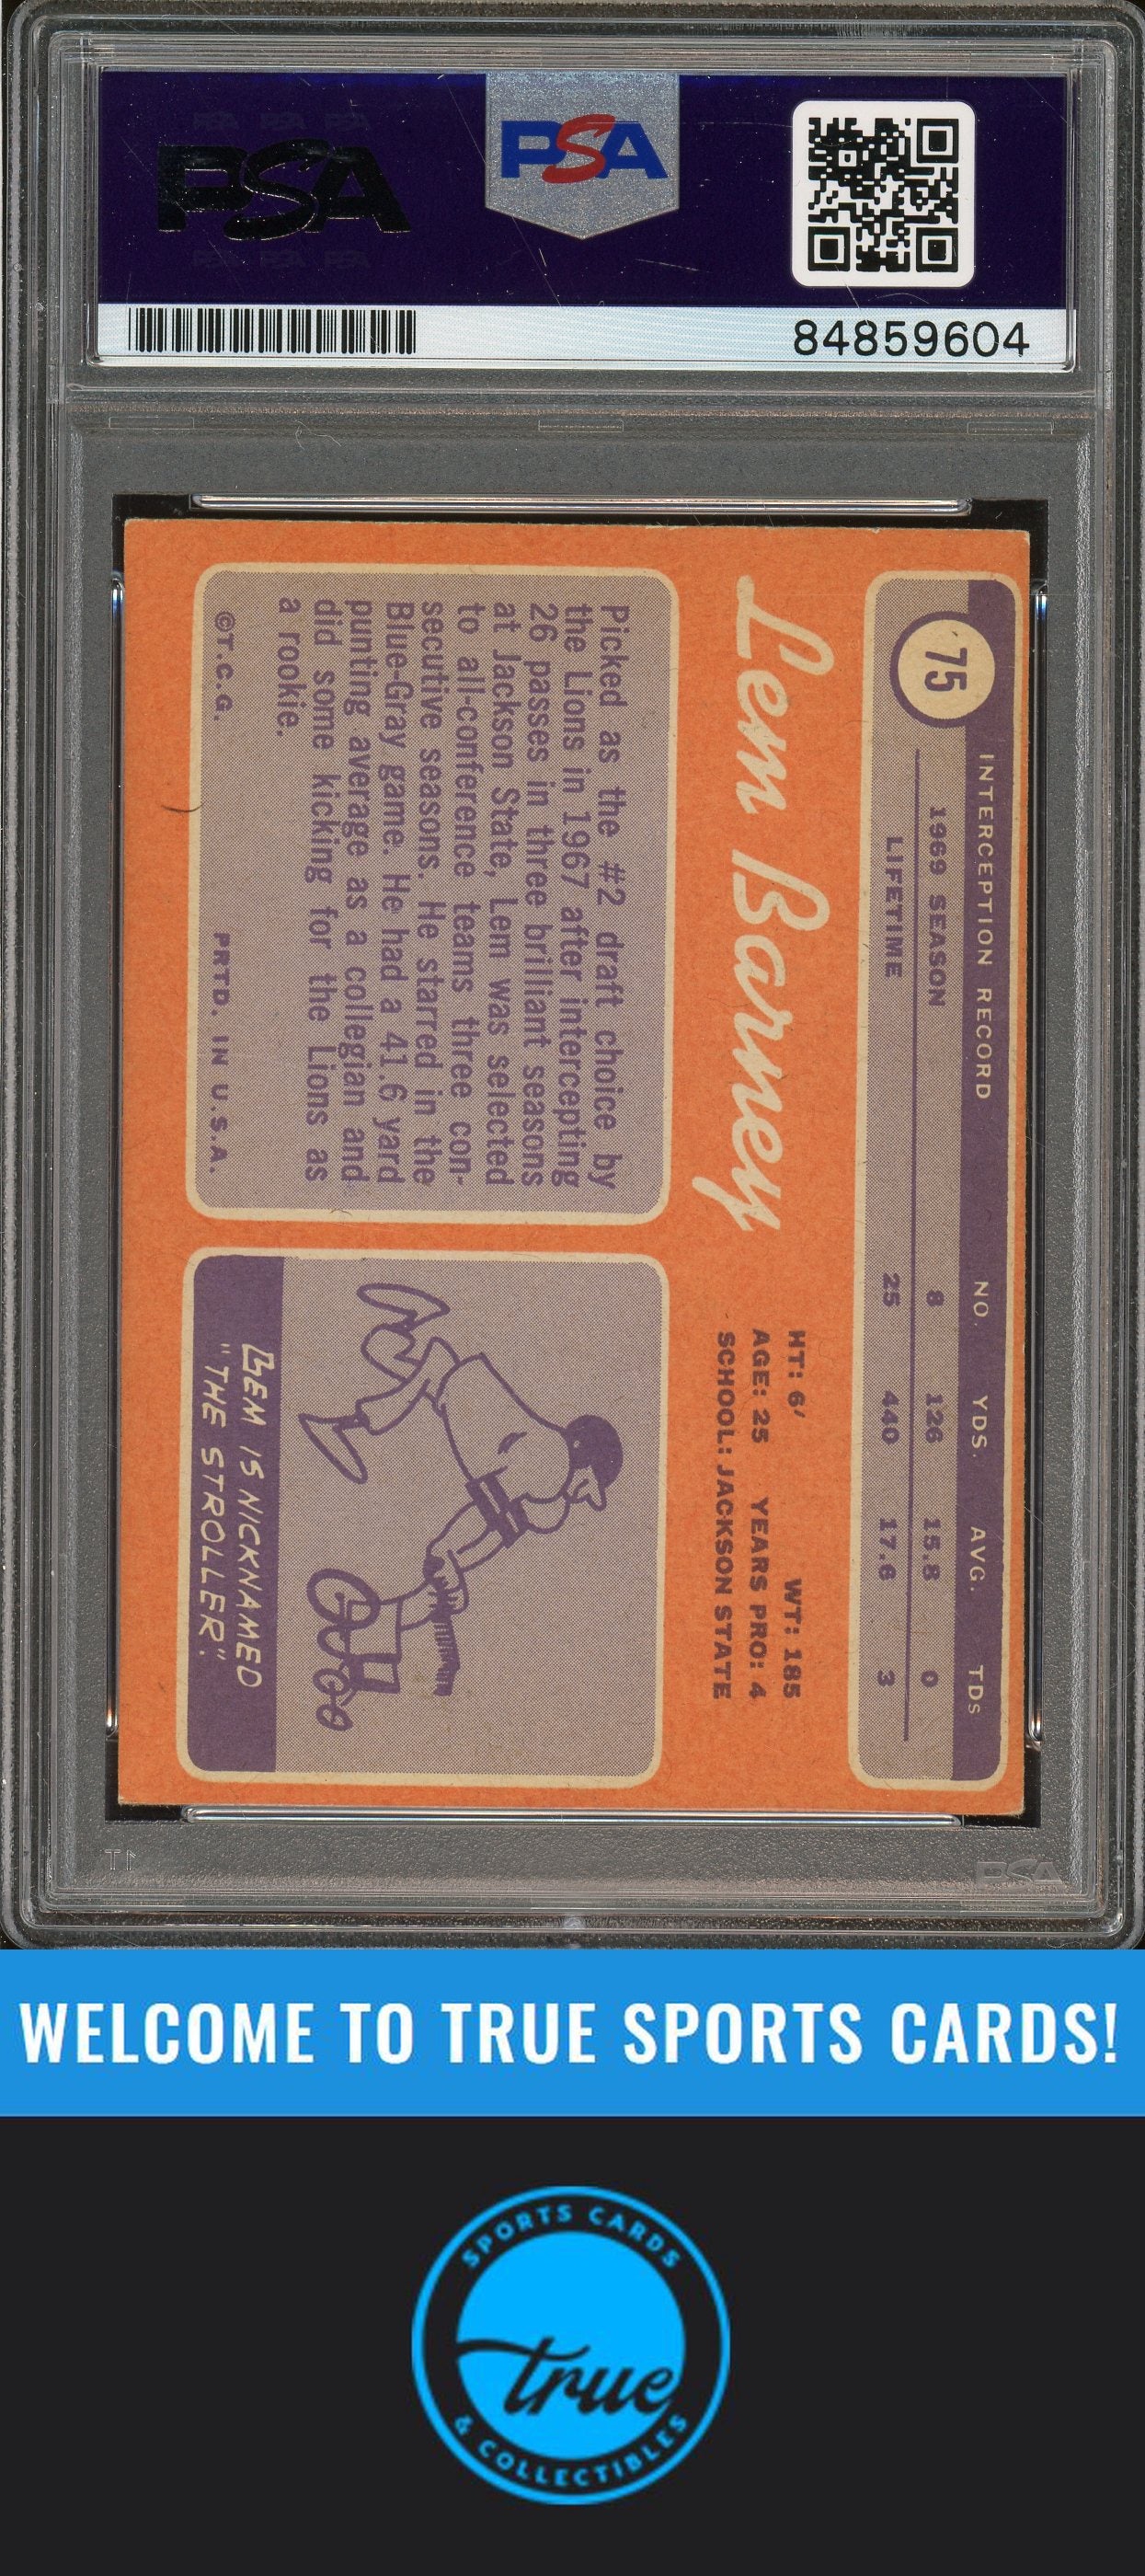 PSA
PSA
84859604
75
INTERCEPTION RECORD NO. YDS. AVG. TDS
1969 SEASON 8 126 15.8 0
LIFETIME 25 440 17.6 3
Lem Barney
HT: 6' WT: 185
AGE: 25 YEARS PRO: 4
SCHOOL: JACKSON STATE
Picked as the #2 draft choice by
the Lions in 1967 after intercepting
26 passes in three brilliant seasons
at Jackson State, Lem was selected
to all-conference teams three con-
secutive seasons. He starred in the
Blue-Gray game. He had a 41.6 yard
punting average as a collegian and
did some kicking for the Lions as
a rookie.
©T.C.G. PRTD. IN U.S.A.
LEM IS NICKNAMED
"THE STROLLER".
PSA
WELCOME TO TRUE SPORTS CARDS!
SPORTS CARDS
true
& COLLECTIBLES